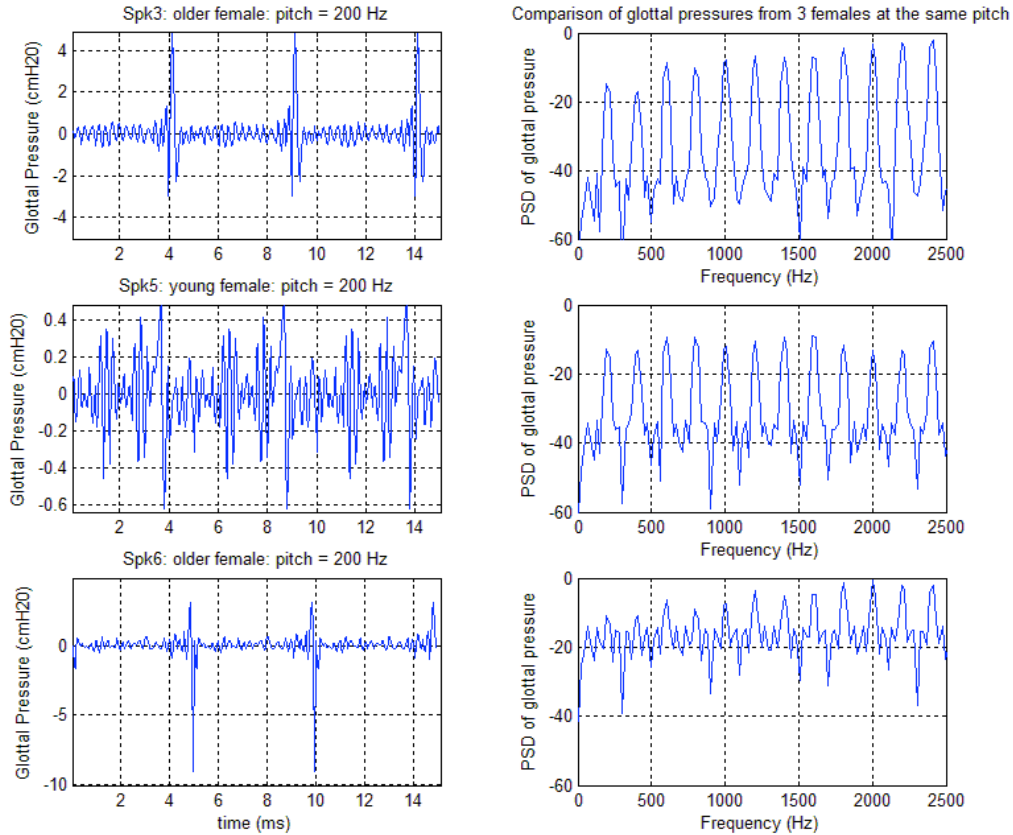 Spk3: older female: pitch = 200 Hz
Glottal Pressure (cmH20)
4
2
0
-2
-4
2 4 6 8 10 12 14
Comparison of glottal pressures from 3 females at the same pitch
PSD of glottal pressure
0
-20
-40
-60
0 500 1000 1500 2000 2500
Frequency (Hz)
Spk5: young female: pitch = 200 Hz
Glottal Pressure (cmH20)
0.4
0.2
0
-0.2
-0.4
-0.6
2 4 6 8 10 12 14
PSD of glottal pressure
0
-20
-40
-60
0 500 1000 1500 2000 2500
Frequency (Hz)
Spk6: older female: pitch = 200 Hz
Glottal Pressure (cmH20)
0
-5
-10
2 4 6 8 10 12 14
time (ms)
PSD of glottal pressure
0
-20
-40
-60
0 500 1000 1500 2000 2500
Frequency (Hz)